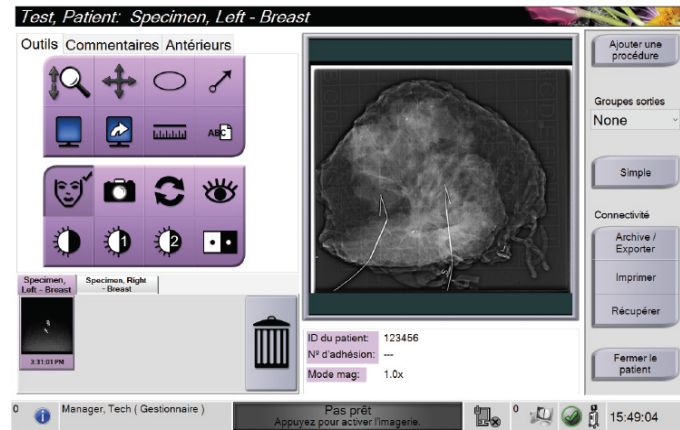 Test, Patient: Specimen, Left - Breast
Outils Commentaires Antérieurs
ABC
1
2
Specimen,
Left - Breast
Specimen, Right
- Breast
3:31:01 PM
ID du patient: 123456
Nº d'adhésion: ---
Mode mag: 1.0x
Ajouter une
procédure
Groupes sorties
None
Simple
Connectivité
Archive /
Exporter
Imprimer
Récupérer
Fermer le
patient
0
Manager, Tech ( Gestionnaire )
Pas prêt
Appuyez pour activer l'imagerie.
0
15:49:04